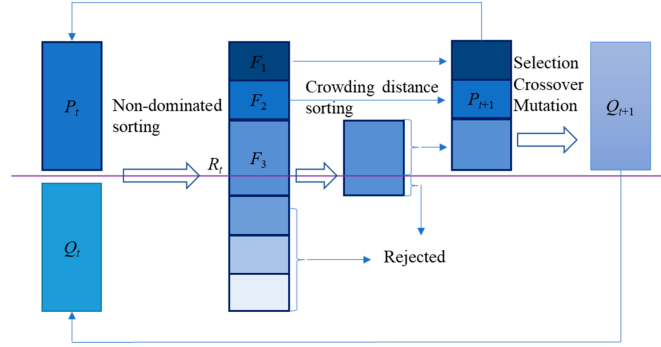 P_t
Non-dominated
sorting
R_t
F_1
F_2
F_3
Crowding distance
sorting
P_{t+1}
Selection
Crossover
Mutation
Q_{t+1}
Q_t
Rejected